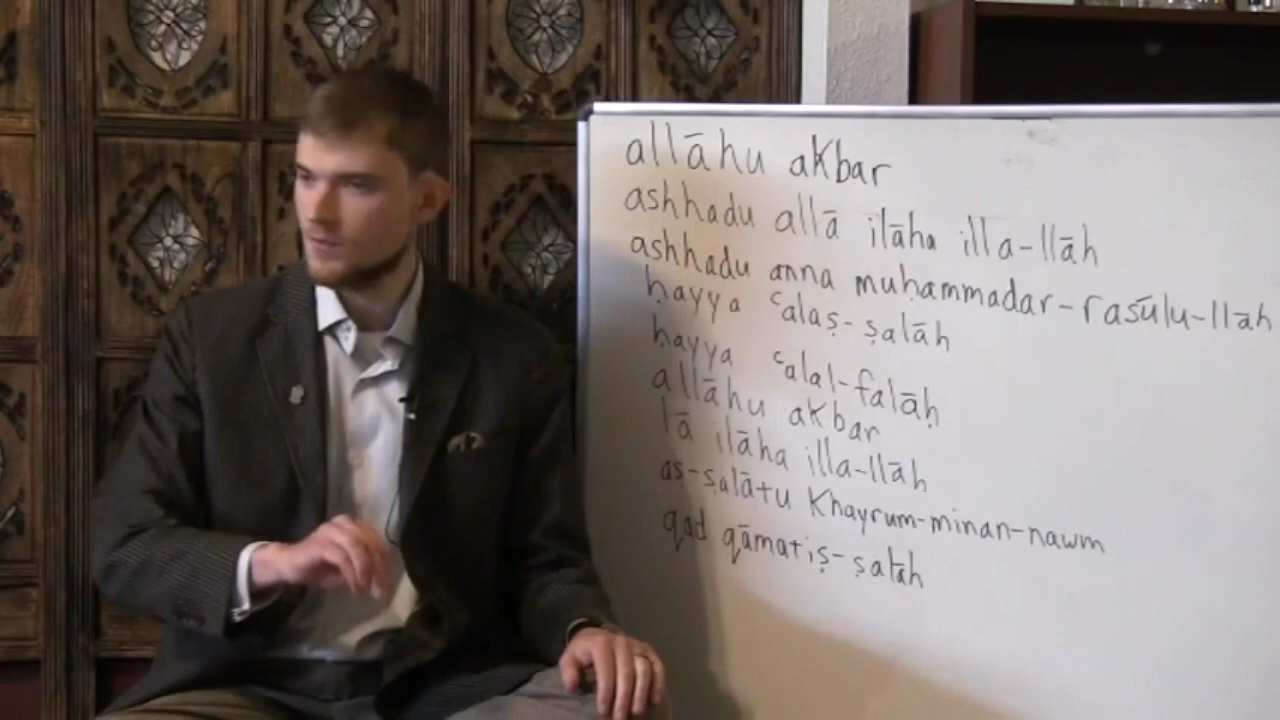 allāhu akbar
ashhadu allā ilāha illa-llāh
ashhadu anna muḥammadar-rasūlu-llāh
ḥayya ʿalaṣ-ṣalāh
ḥayya ʿalal-falāḥ
allāhu akbar
lā ilāha illa-llāh
aṣ-ṣalātu khayrum-minan-nawm
qad qāmatiṣ-ṣalāh